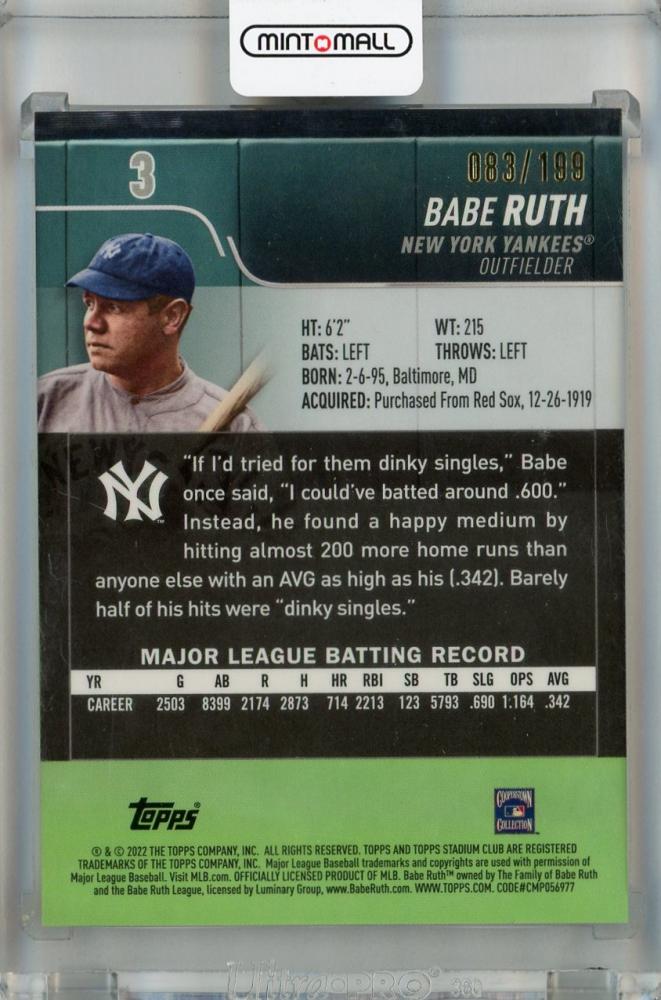 MINT MALL
3
083/199
BABE RUTH
NEW YORK YANKEES®
OUTFIELDER
HT: 6'2" WT: 215
BATS: LEFT THROWS: LEFT
BORN: 2-6-95, Baltimore, MD
ACQUIRED: Purchased From Red Sox, 12-26-1919
"If I'd tried for them dinky singles," Babe
once said, "I could've batted around .600."
Instead, he found a happy medium by
hitting almost 200 more home runs than
anyone else with an AVG as high as his (.342). Barely
half of his hits were "dinky singles."
MAJOR LEAGUE BATTING RECORD
YR G AB R H HR RBI SB TB SLG OPS AVG
CAREER 2503 8399 2174 2873 714 2213 123 5793 .690 1.164 .342
topps®
COOPERSTOWN
COLLECTION
® & © 2022 THE TOPPS COMPANY, INC. ALL RIGHTS RESERVED. TOPPS AND TOPPS STADIUM CLUB ARE REGISTERED
TRADEMARKS OF THE TOPPS COMPANY, INC. Major League Baseball trademarks and copyrights are used with permission of
Major League Baseball. Visit MLB.com. OFFICIALLY LICENSED PRODUCT OF MLB. Babe Ruth™ owned by The Family of Babe Ruth
and the Babe Ruth League, licensed by Luminary Group, www.BabeRuth.com. WWW.TOPPS.COM. CODE#CMP056977
Ultra·PRO®